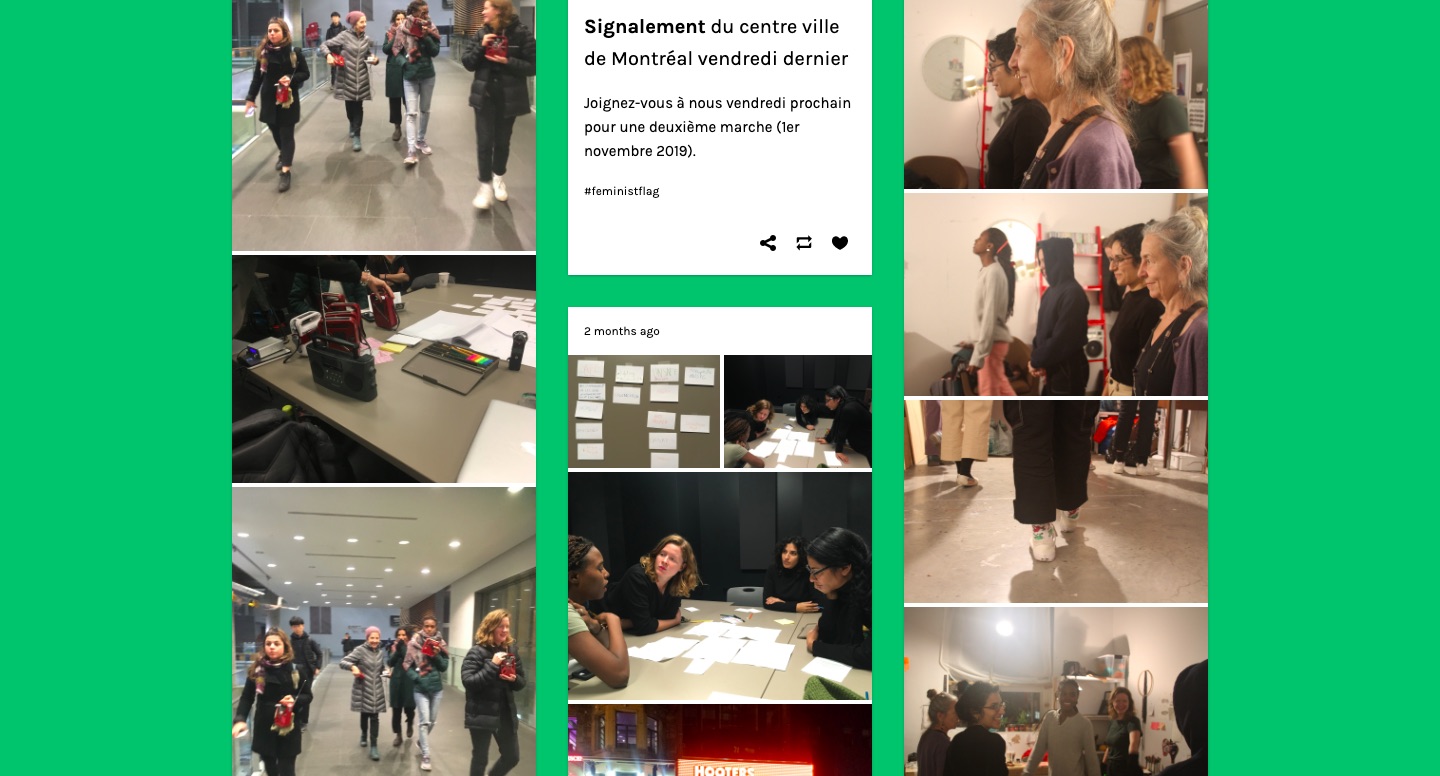 Signalement du centre ville
de Montréal vendredi dernier
Joignez-vous à nous vendredi prochain
pour une deuxième marche (1er
novembre 2019).
#feministflag
2 months ago
HOOTERS